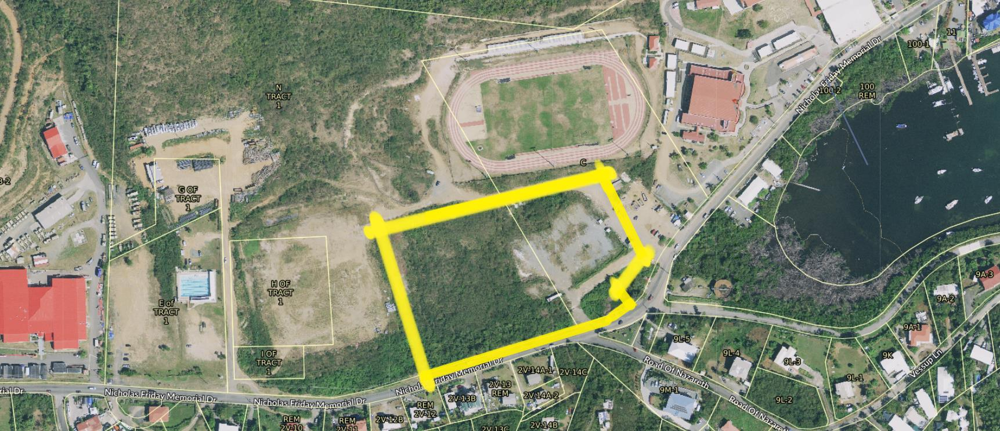 11
100-1
Nicholas Friday Memorial Dr
100-2
100
REM
N
TRACT
1
C
3-2
G OF
TRACT
1
9A-3
H OF
TRACT
1
9A-2
E of
TRACT
1
9A-1
9L-5
9L-4
9K
Vessup Ln
I OF
TRACT
1
9L-3
Road Of Nazareth
Nicholas Friday Memorial Dr
2V-14A-1
2V-14C
9L-1
2V-13
REM
9M-1
rial Dr
Nicholas Friday Memorial Dr
Nicholas Friday Memorial Dr
2V-13B
2V-14A-2
9L-2
Road Of Nazareth
REM
2V-12
REM
2V-10
REM
2V-11
2V-12B
2V-13C
2V-14B